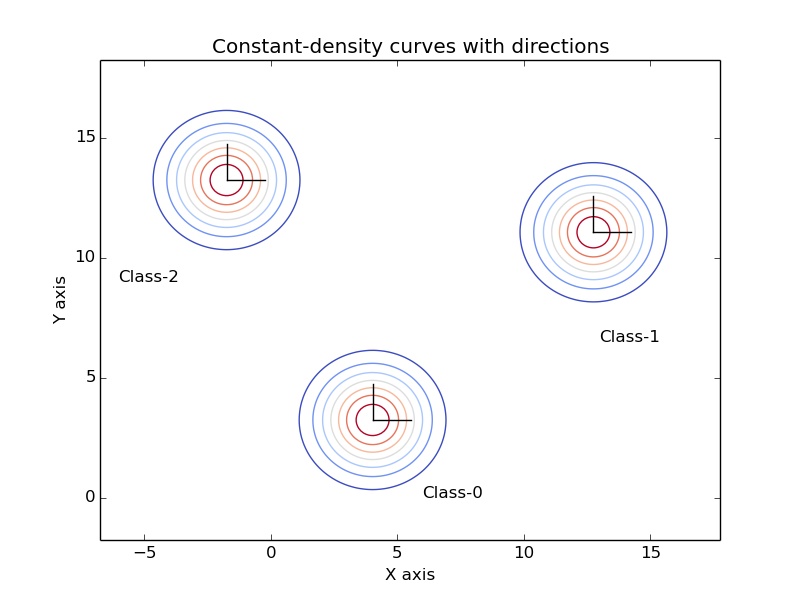 Constant-density curves with directions
15
10
5
0
Y axis
Class-2
Class-1
Class-0
−5
0
5
10
15
X axis